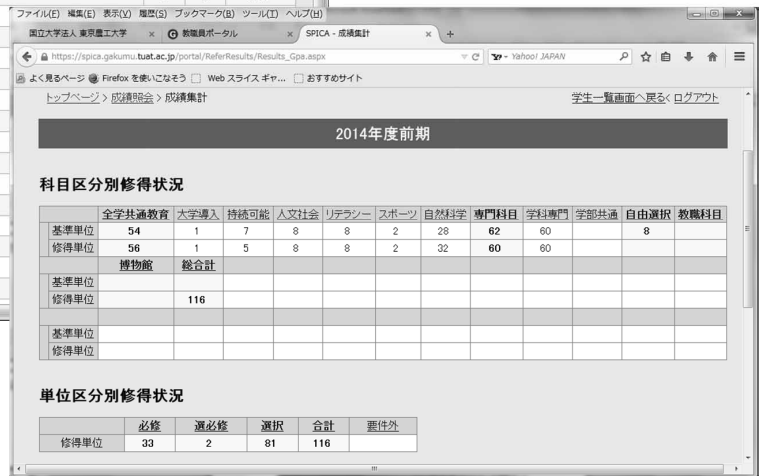 ファイル(F) 編集(E) 表示(V) 履歴(S) ブックマーク(B) ツール(T) ヘルプ(H)
国立大学法人 東京農工大学 × 教職員ポータル × SPICA - 成績集計 × +
https://spica.gakumu.tuat.ac.jp/portal/ReferResults/Results_Gpa.aspx Yahoo! JAPAN
よく見るページ Firefox を使いこなそう Web スライス ギャ... おすすめサイト
トップページ > 成績照会 > 成績集計 学生一覧画面へ戻る< ログアウト
2014年度前期
科目区分別修得状況
全学共通教育 大学導入 持続可能 人文社会 リテラシー スポーツ 自然科学 専門科目 学科専門 学部共通 自由選択 教職科目
基準単位 54 1 7 8 8 2 28 62 60 8
修得単位 56 1 5 8 8 2 32 60 60
博物館 総合計
基準単位
修得単位 116
基準単位
修得単位
単位区分別修得状況
必修 選必修 選択 合計 要件外
修得単位 33 2 81 116